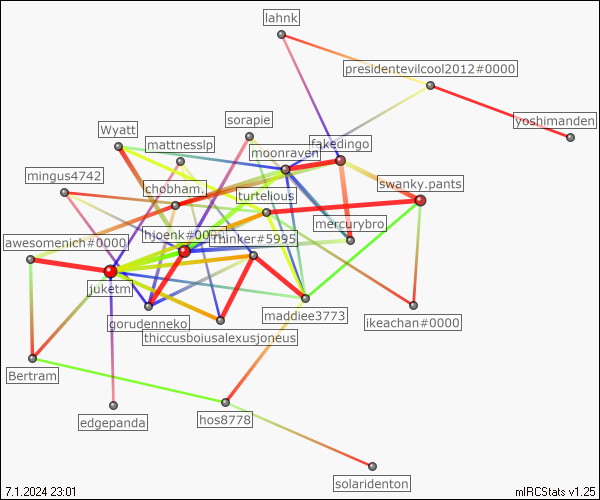 lahnk
presidentevilcool2012#0000
yoshimanden
sorapie
Wyatt
mattnesslp
fakedingo
moonraven
mingus4742
chobham.
swanky.pants
turtelious
mercurybro
awesomenich#0000
hjoenk#0000
Thinker#5995
juketm
gorudenneko
maddiee3773
ikeachan#0000
thiccusboiusalexusjoneus
Bertram
edgepanda
hos8778
solaridenton
7.1.2024 23:01
mIRCStats v1.25